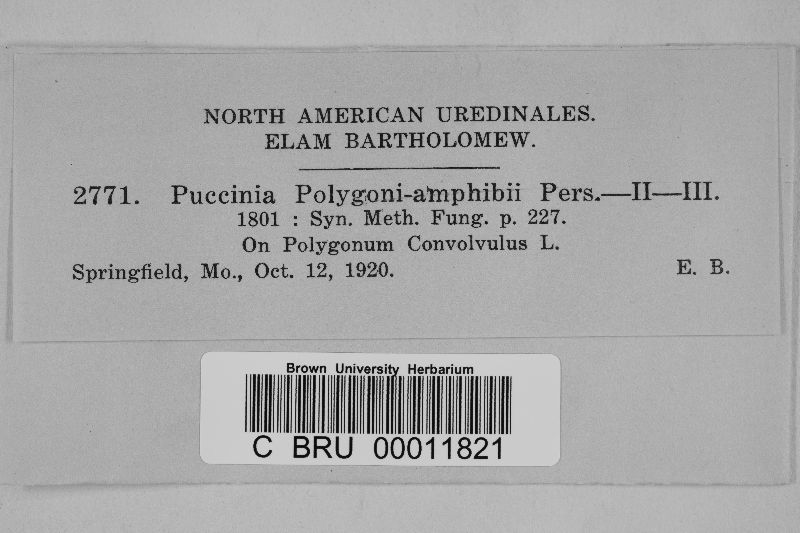 NORTH AMERICAN UREDINALES.
ELAM BARTHOLOMEW.
2771. Puccinia Polygoni-amphibii Pers.—II—III.
1801 : Syn. Meth. Fung. p. 227.
On Polygonum Convolvulus L.
Springfield, Mo., Oct. 12, 1920. E. B.
Brown University Herbarium
C BRU 00011821